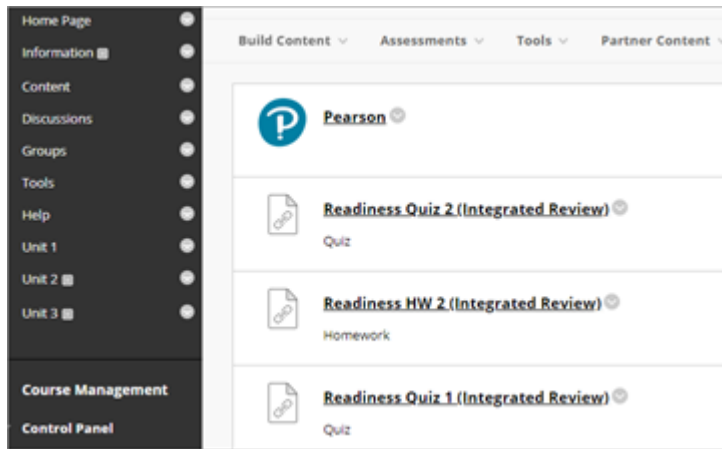 Home Page
Information
Content
Discussions
Groups
Tools
Help
Unit 1
Unit 2
Unit 3
Course Management
Control Panel
Build Content Assessments Tools Partner Content
Pearson
Readiness Quiz 2 (Integrated Review)
Quiz
Readiness HW 2 (Integrated Review)
Homework
Readiness Quiz 1 (Integrated Review)
Quiz